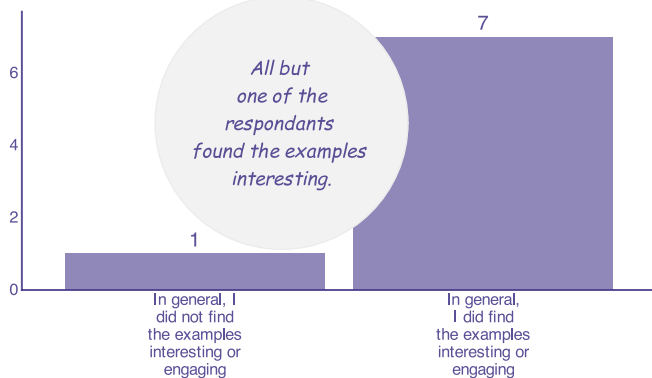 7
6
4
2
0
All but
one of the
respondants
found the examples
interesting.
1
In general, I
did not find
the examples
interesting or
engaging
In general,
I did find
the examples
interesting or
engaging